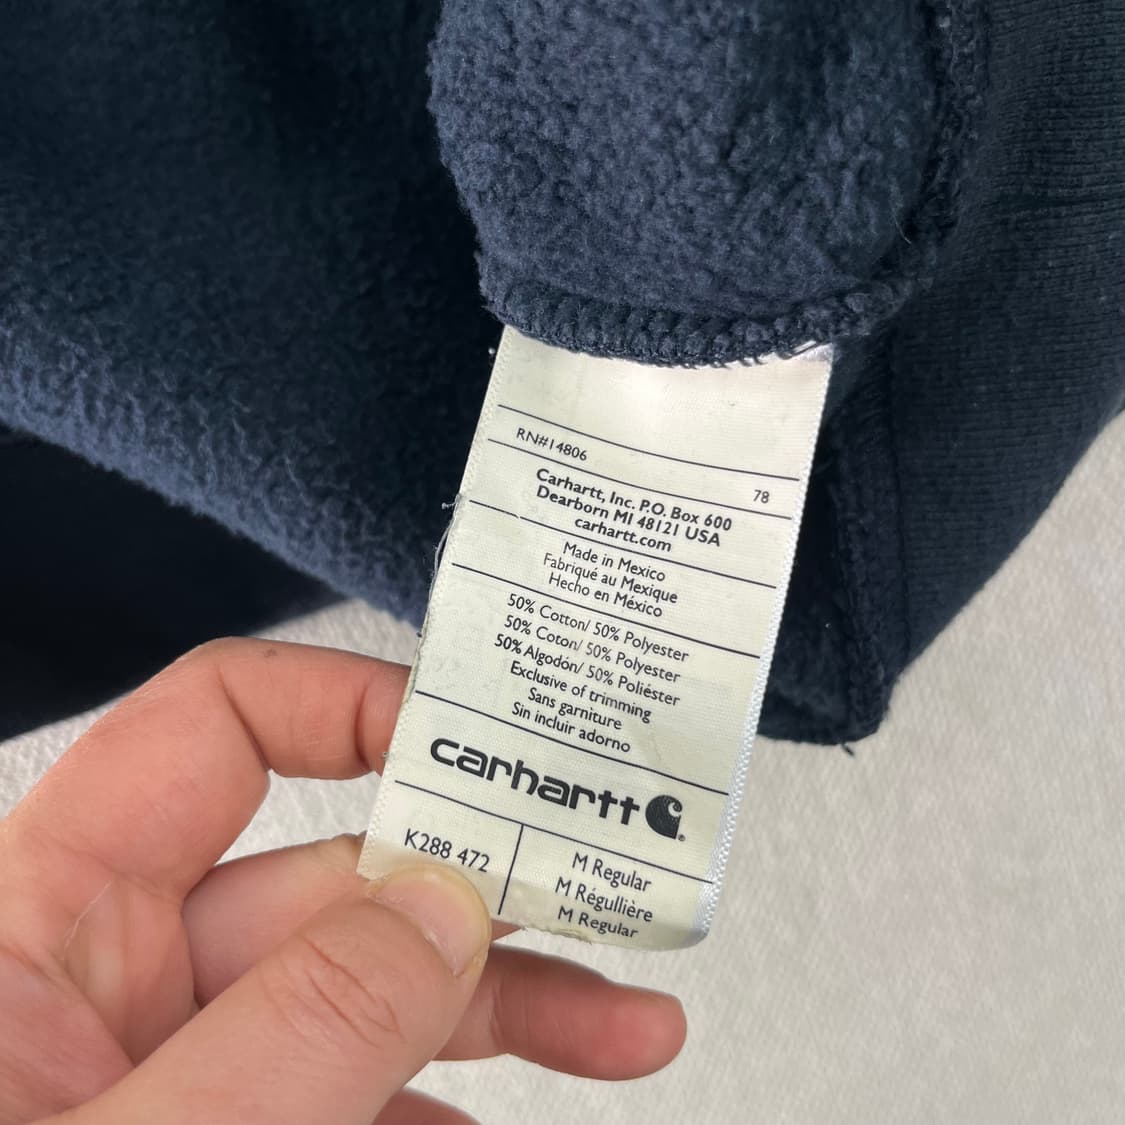 RN#14806
78
Carhartt, Inc. P.O. Box 600
Dearborn MI 48121 USA
carhartt.com
Made in Mexico
Fabriqué au Mexique
Hecho en México
50% Cotton/ 50% Polyester
50% Coton/ 50% Polyester
50% Algodón/ 50% Poliéster
Exclusive of trimming
Sans garniture
Sin incluir adorno
carhartt
K288 472
M Regular
M Régullière
M Regular